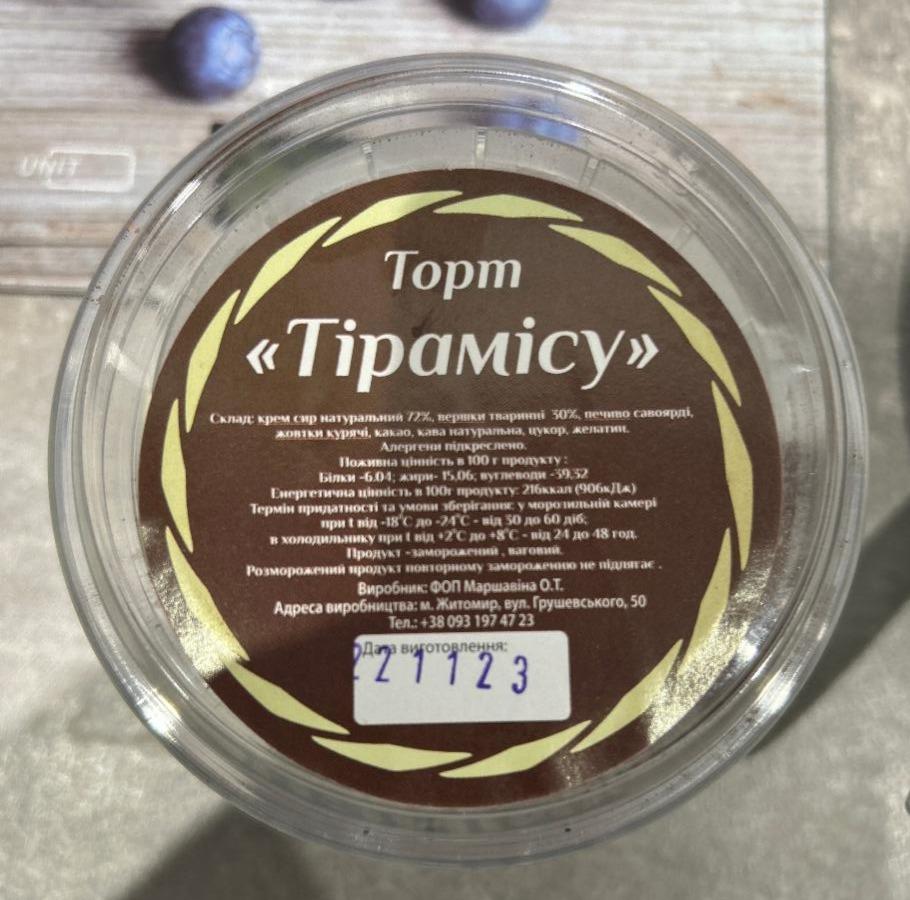 UNIT
Торт
«Тірамісу»
Склад: крем сир натуральний 72%, вершки тваринні 30%, печиво савоярді,
жовтки курячі, какао, кава натуральна, цукор, желатин.
Алергени підкреслено.
Поживна цінність в 100 г продукту :
Білки -6,04; жири- 15,06; вуглеводи -39,32
Енергетична цінність в 100г продукту: 216ккал (906кДж)
Термін придатності та умови зберігання: у морозильній камері
при t від -18°С до -24°С - від 30 до 60 діб;
в холодильнику при t від +2°С до +8°С - від 24 до 48 год.
Продукт -заморожений , ваговий.
Розморожений продукт повторному замороженню не підлягає .
Виробник: ФОП Маршавіна О.Т.
Адреса виробництва: м. Житомир, вул. Грушевського, 50
Тел.: +38 093 197 47 23
Дата виготовлення:
221123